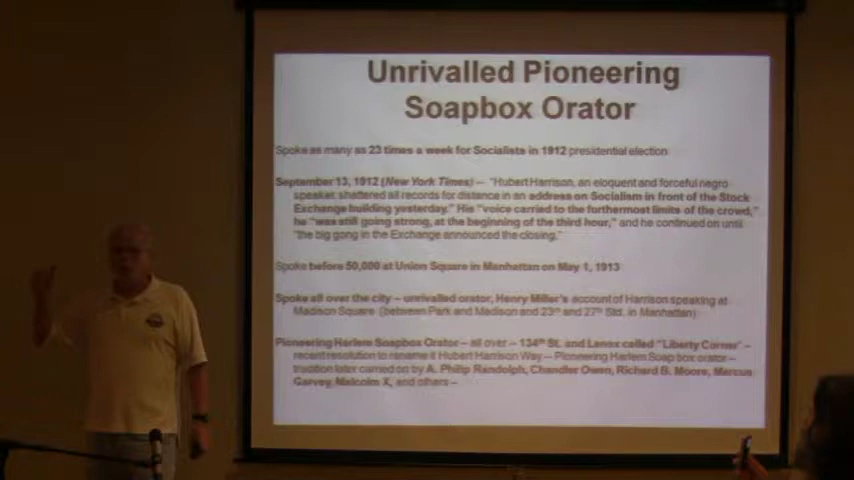 Unrivalled Pioneering
Soapbox Orator
Spoke as many as 23 times a week for Socialists in 1912 presidential election
September 13, 1912 (New York Times) – "Hubert Harrison, an eloquent and forceful negro
speaker, shattered all records for distance in an address on Socialism in front of the Stock
Exchange building yesterday." His "voice carried to the furthermost limits of the crowd,"
he "was still going strong, at the beginning of the third hour," and he continued on until
"the big gong in the Exchange announced the closing."
Spoke before 50,000 at Union Square in Manhattan on May 1, 1913
Spoke all over the city – unrivalled orator, Henry Miller's account of Harrison speaking at
Madison Square (between Park and Madison and 23rd and 27th Std. in Manhattan)
Pioneering Harlem Soapbox Orator – all over – 134th St. and Lenox called "Liberty Corner" –
recent resolution to rename it Hubert Harrison Way – Pioneering Harlem Soap box orator –
tradition later carried on by A. Philip Randolph, Chandler Owen, Richard B. Moore, Marcus
Garvey, Malcolm X, and others –